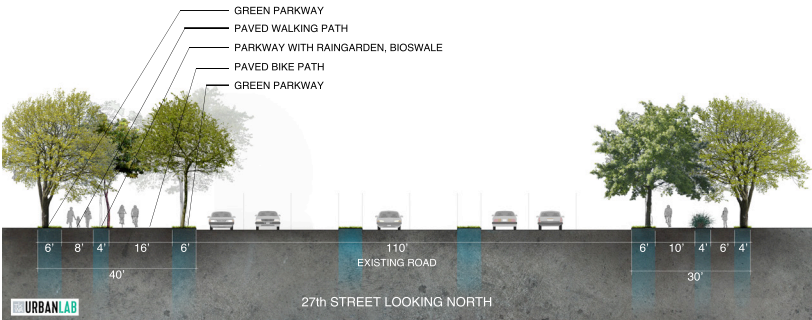 GREEN PARKWAY
PAVED WALKING PATH
PARKWAY WITH RAINGARDEN, BIOSWALE
PAVED BIKE PATH
GREEN PARKWAY
6' 8' 4' 16' 6' 110' 6' 10' 4' 6' 4'
EXISTING ROAD
40' 30'
27th STREET LOOKING NORTH
URBANLAB